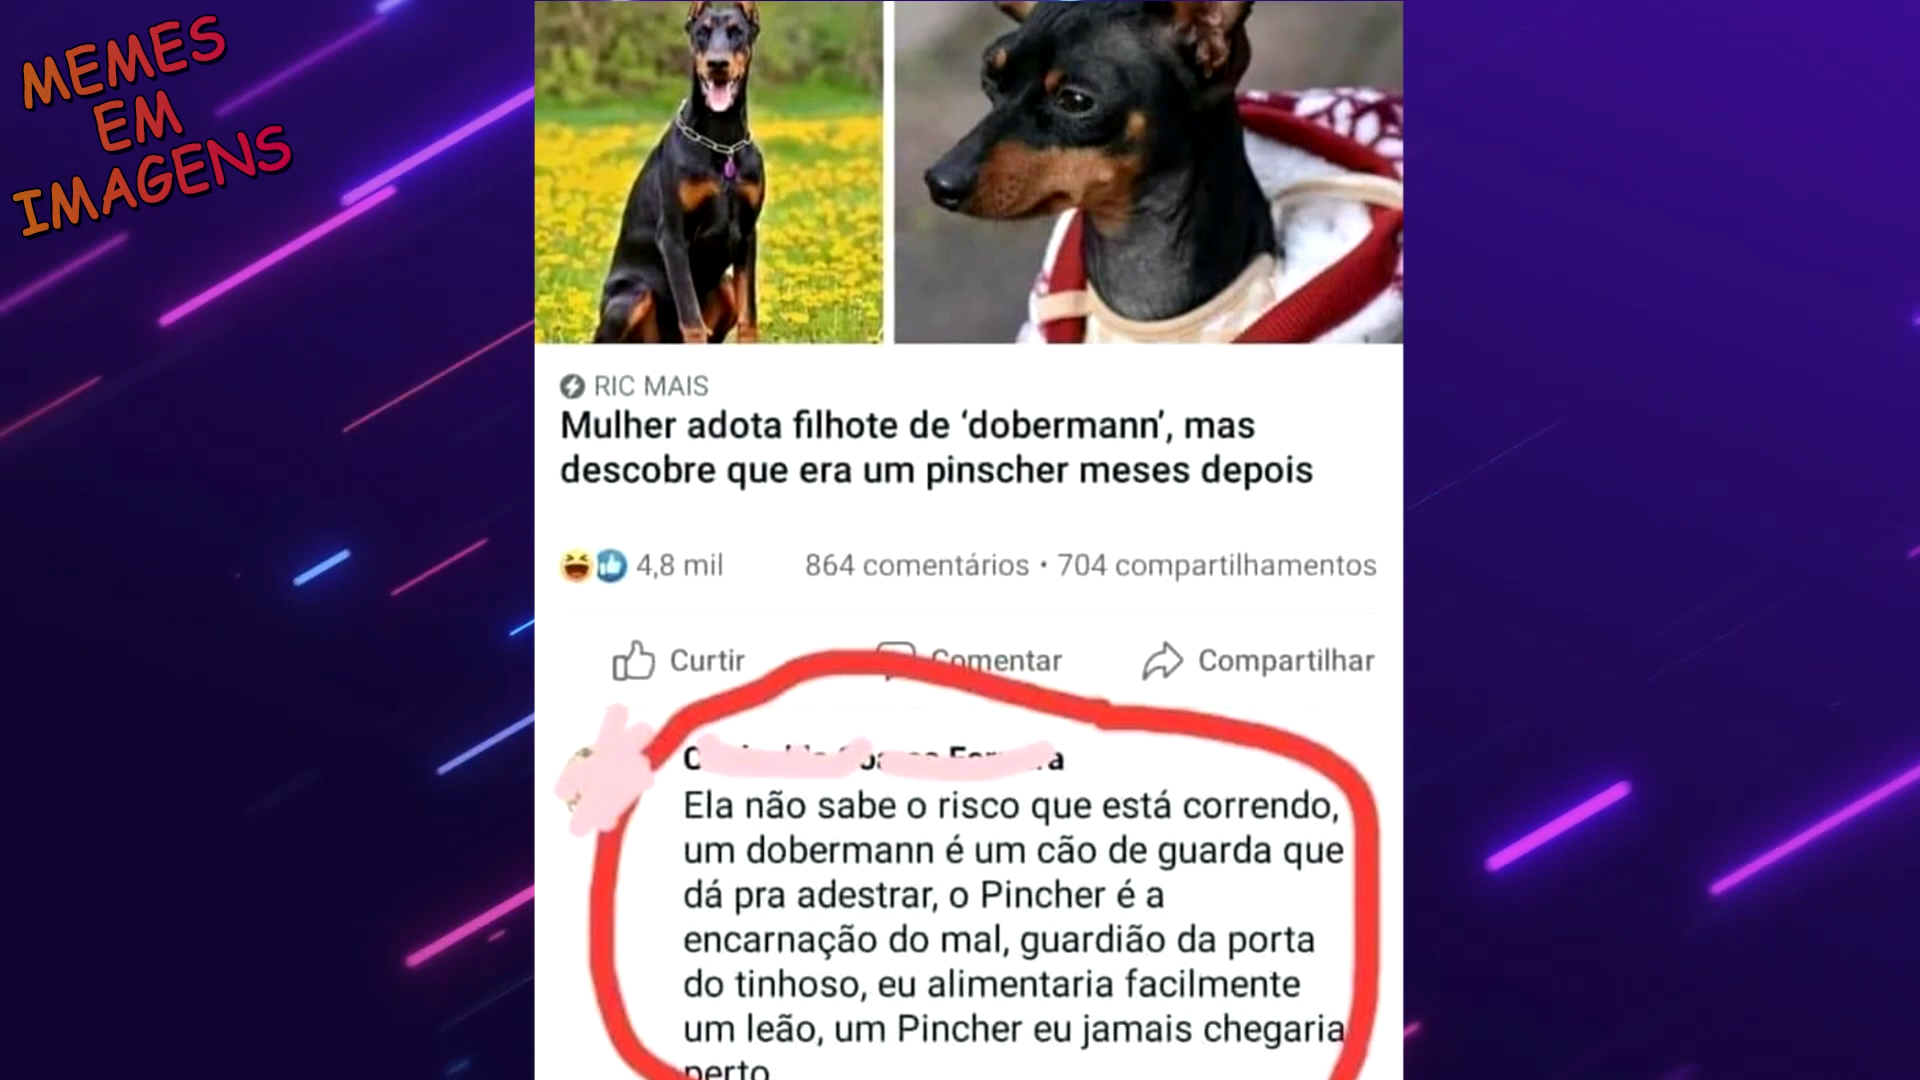 MEMES
EM
IMAGENS
RIC MAIS
Mulher adota filhote de ‘dobermann’, mas
descobre que era um pinscher meses depois
4,8 mil
864 comentários • 704 compartilhamentos
Curtir
Comentar
Compartilhar
Ela não sabe o risco que está correndo,
um dobermann é um cão de guarda que
dá pra adestrar, o Pincher é a
encarnação do mal, guardião da porta
do tinhoso, eu alimentaria facilmente
um leão, um Pincher eu jamais chegaria
perto